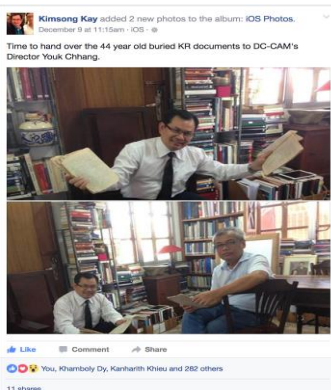 Kimsong Kay added 2 new photos to the album: iOS Photos.
December 9 at 11:15am · iOS ·
Time to hand over the 44 year old buried KR documents to DC-CAM's
Director Youk Chhang.
Like Comment Share
You, Khamboly Dy, Kanharith Khieu and 282 others
11 shares